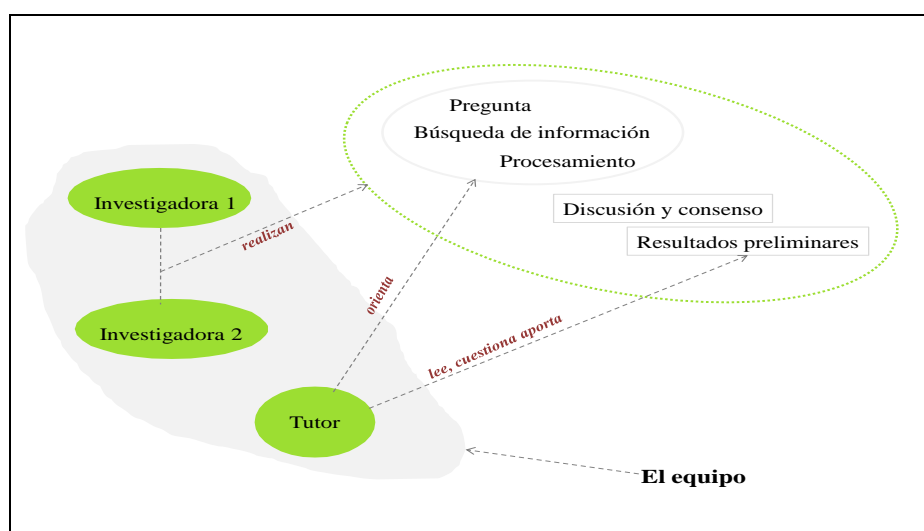 Pregunta
Búsqueda de información
Procesamiento
Investigadora 1
realizan
Discusión y consenso
Resultados preliminares
orienta
Investigadora 2
lee, cuestiona aporta
Tutor
El equipo